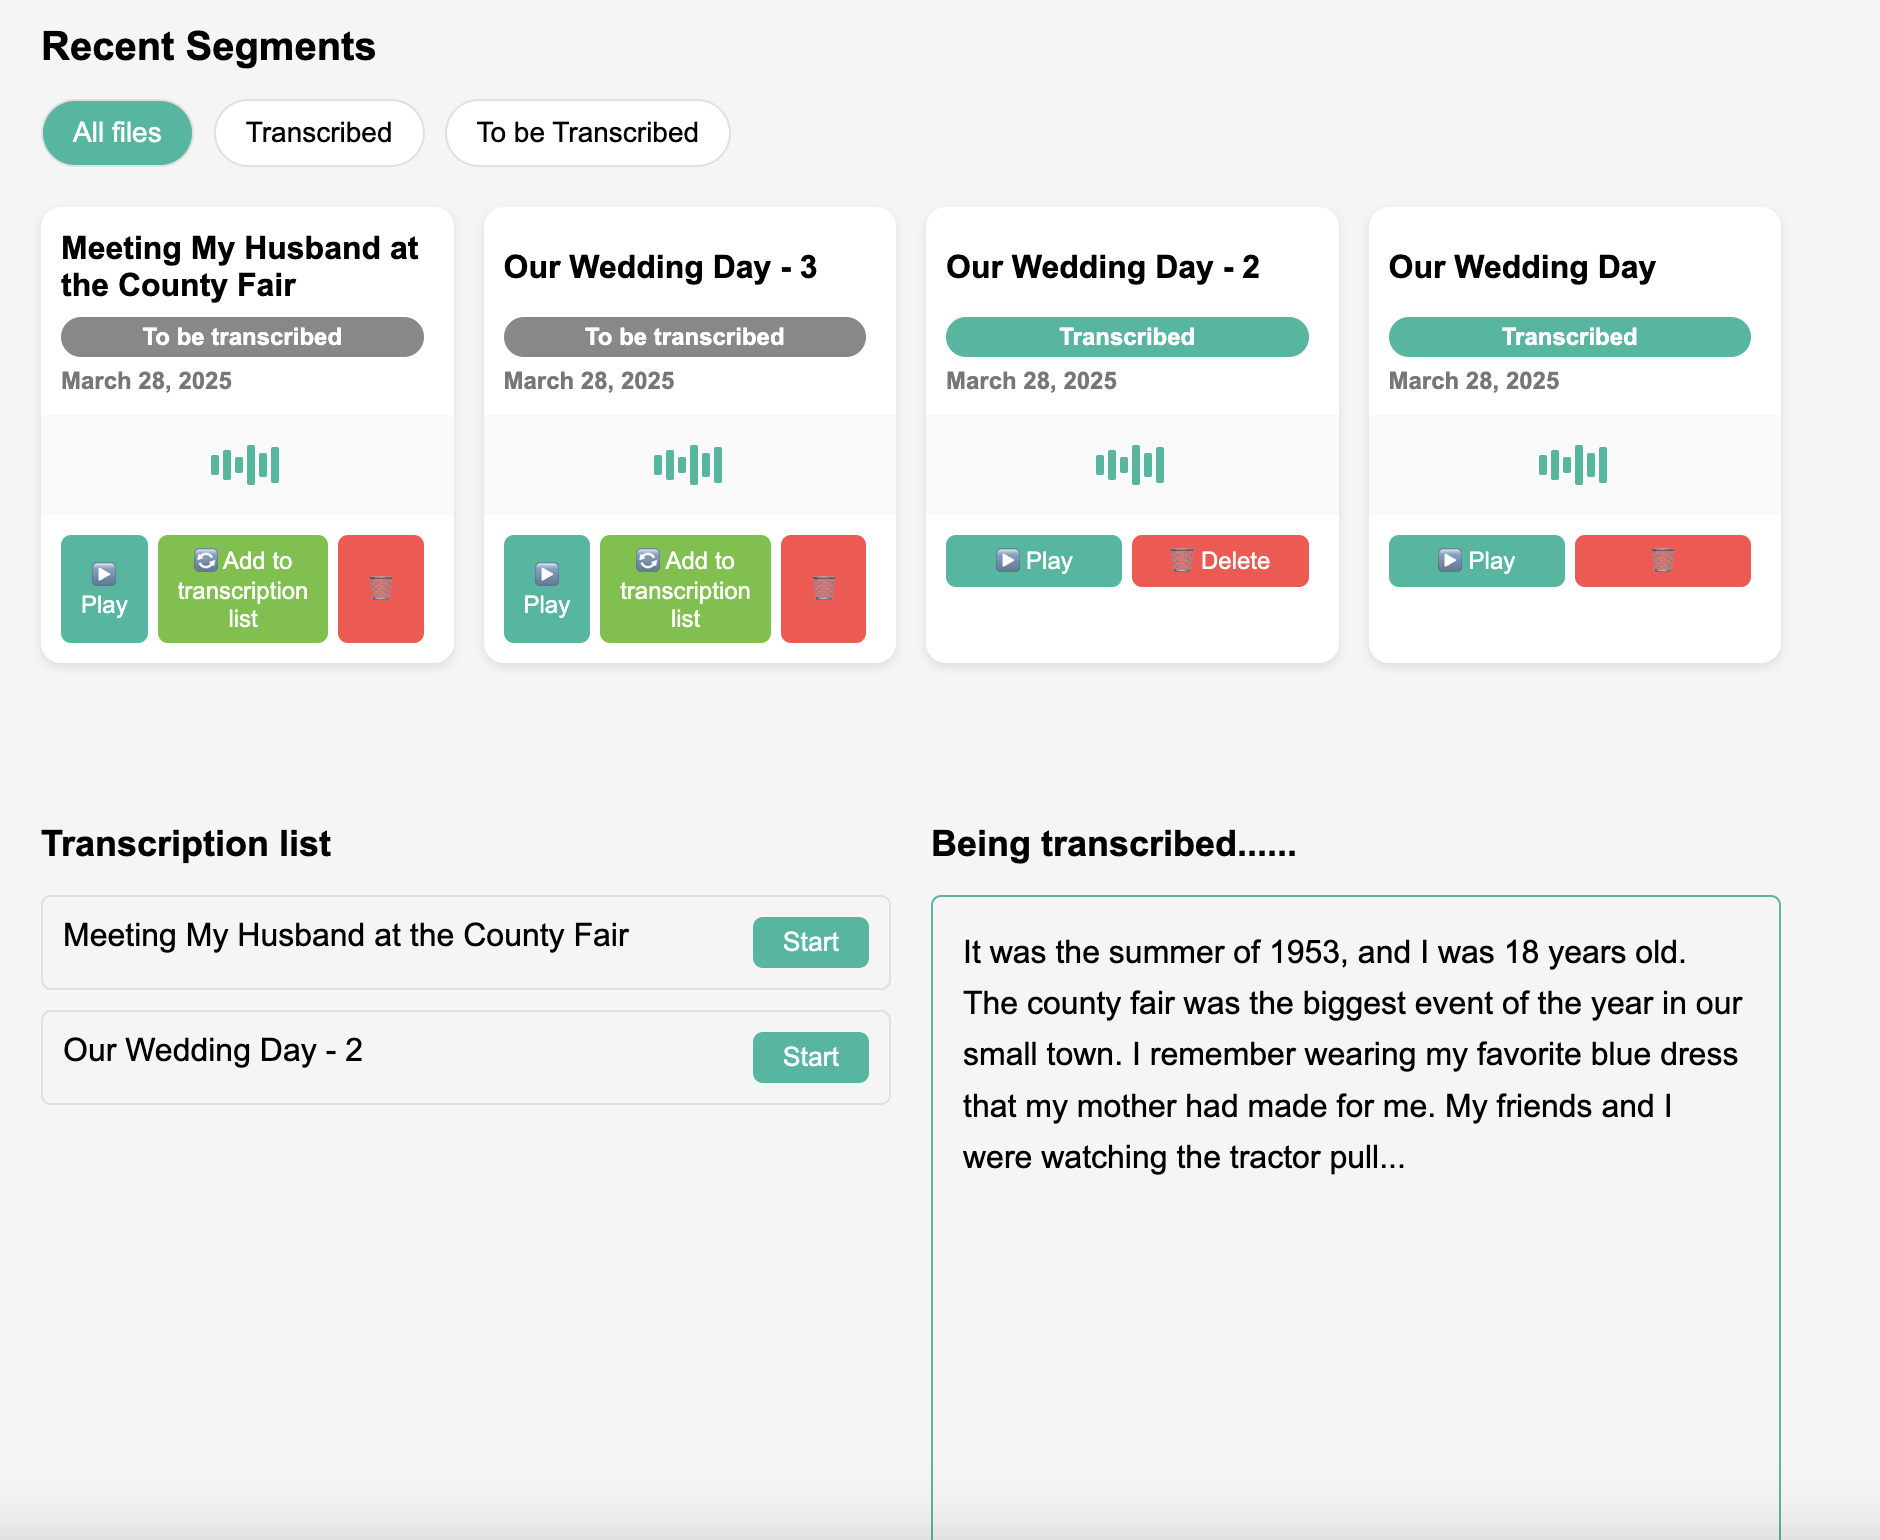 Recent Segments
All files
Transcribed
To be Transcribed
Meeting My Husband at
the County Fair
To be transcribed
March 28, 2025
Play
Add to
transcription
list
Our Wedding Day - 3
To be transcribed
March 28, 2025
Play
Add to
transcription
list
Our Wedding Day - 2
Transcribed
March 28, 2025
Play
Delete
Our Wedding Day
Transcribed
March 28, 2025
Play
Transcription list
Meeting My Husband at the County Fair
Start
Our Wedding Day - 2
Start
Being transcribed......
It was the summer of 1953, and I was 18 years old.
The county fair was the biggest event of the year in our
small town. I remember wearing my favorite blue dress
that my mother had made for me. My friends and I
were watching the tractor pull...